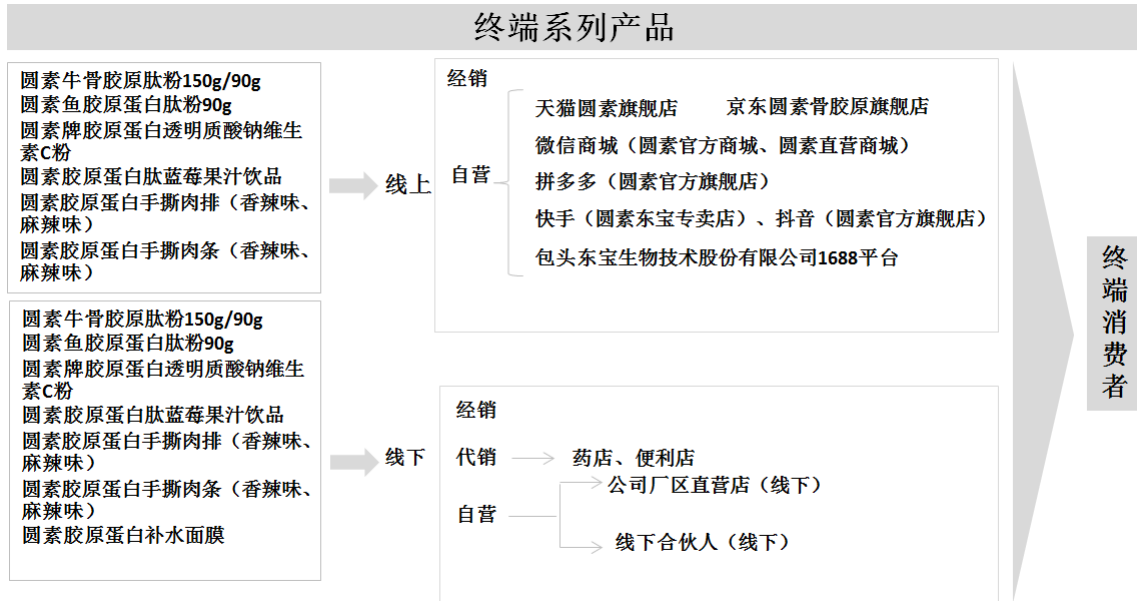 终端系列产品
圆素牛骨胶原肽粉150g/90g
圆素鱼胶原蛋白肽粉90g
圆素牌胶原蛋白透明质酸钠维生
素C粉
圆素胶原蛋白肽蓝莓果汁饮品
圆素胶原蛋白手撕肉排（香辣味、
麻辣味）
圆素胶原蛋白手撕肉条（香辣味、
麻辣味）
线上
经销
自营
天猫圆素旗舰店 京东圆素骨胶原旗舰店
微信商城（圆素官方商城、圆素直营商城）
拼多多（圆素官方旗舰店）
快手（圆素东宝专卖店）、抖音（圆素官方旗舰店）
包头东宝生物技术股份有限公司1688平台
圆素牛骨胶原肽粉150g/90g
圆素鱼胶原蛋白肽粉90g
圆素牌胶原蛋白透明质酸钠维生
素C粉
圆素胶原蛋白肽蓝莓果汁饮品
圆素胶原蛋白手撕肉排（香辣味、
麻辣味）
圆素胶原蛋白手撕肉条（香辣味、
麻辣味）
圆素胶原蛋白补水面膜
线下
经销
代销
药店、便利店
自营
公司厂区直营店（线下）
线下合伙人（线下）
终
端
消
费
者